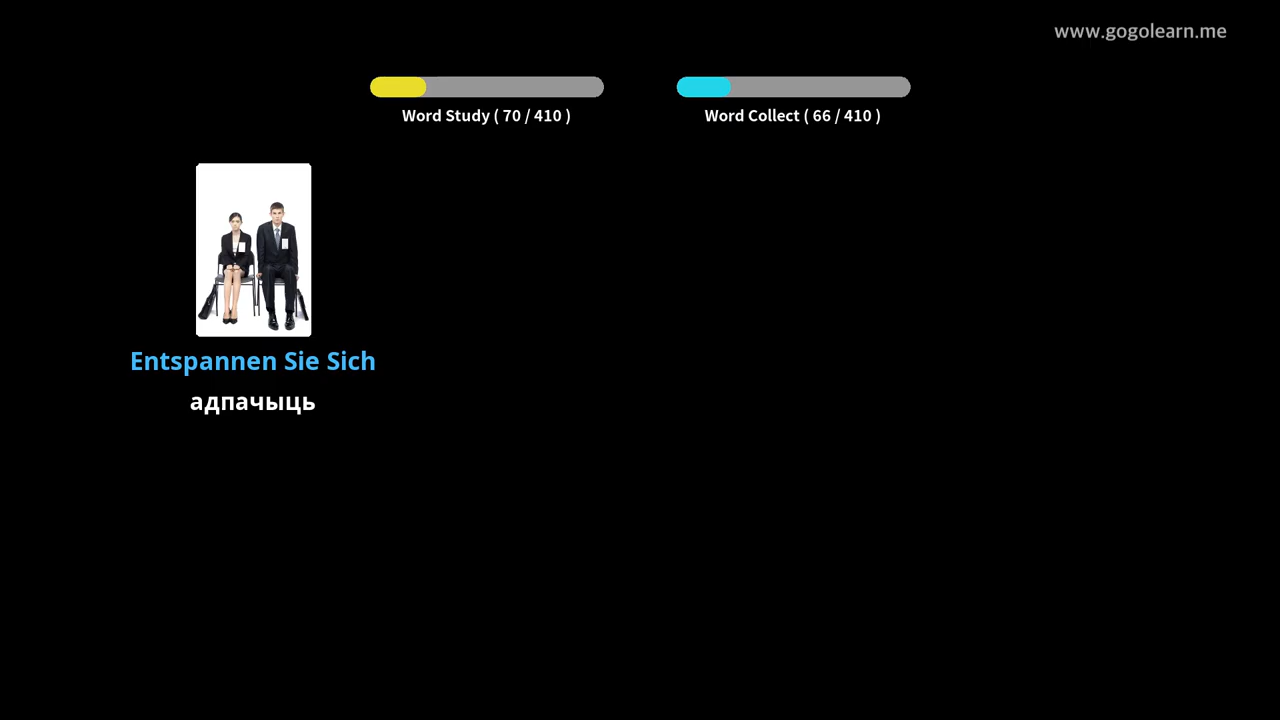 www.gogolearn.me
Word Study ( 70 / 410 )
Word Collect ( 66 / 410 )
Entspannen Sie Sich
адпачыць